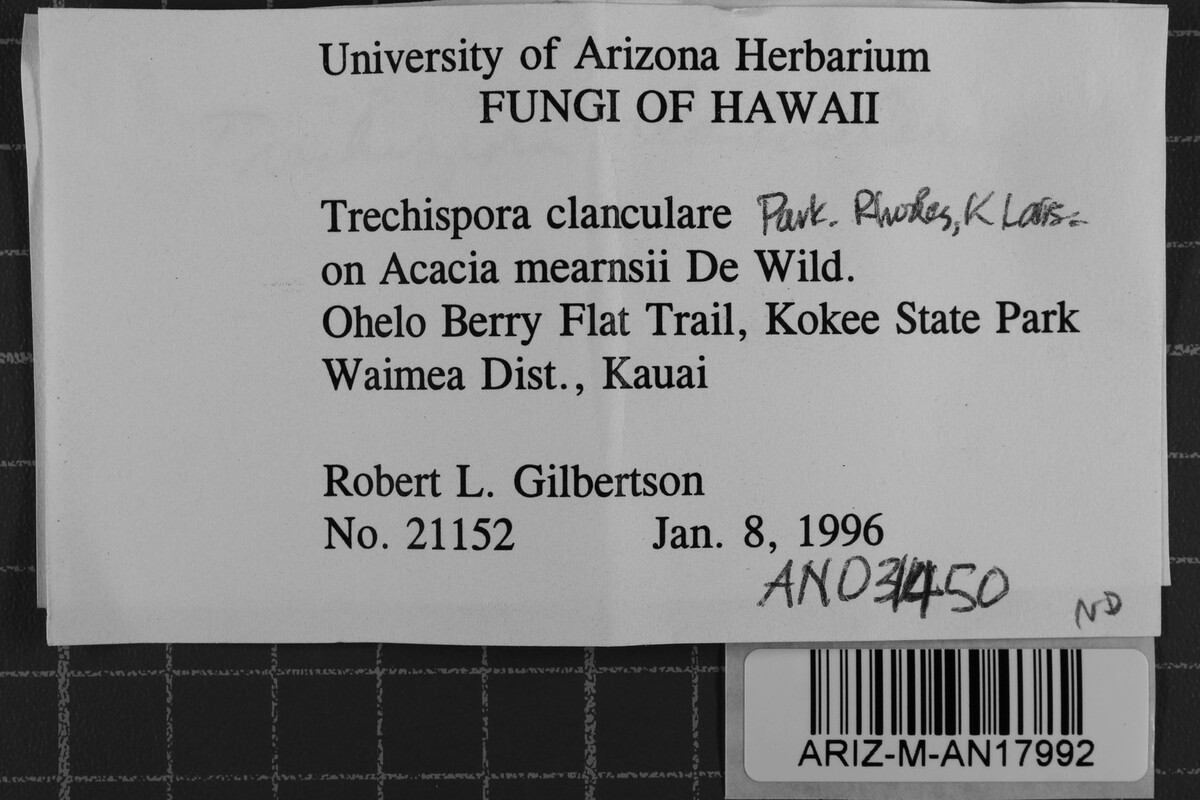 University of Arizona Herbarium
FUNGI OF HAWAII
Trechispora clanculare Park. Rhodes, K Lars.
on Acacia mearnsii De Wild.
Ohelo Berry Flat Trail, Kokee State Park
Waimea Dist., Kauai
Robert L. Gilbertson
No. 21152 Jan. 8, 1996
ND
ARIZ-M-AN17992